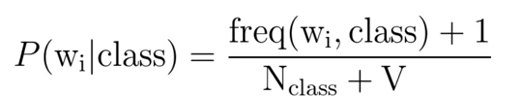 P(wᵢ|class) = (freq(wᵢ, class) + 1) / (N_class + V)